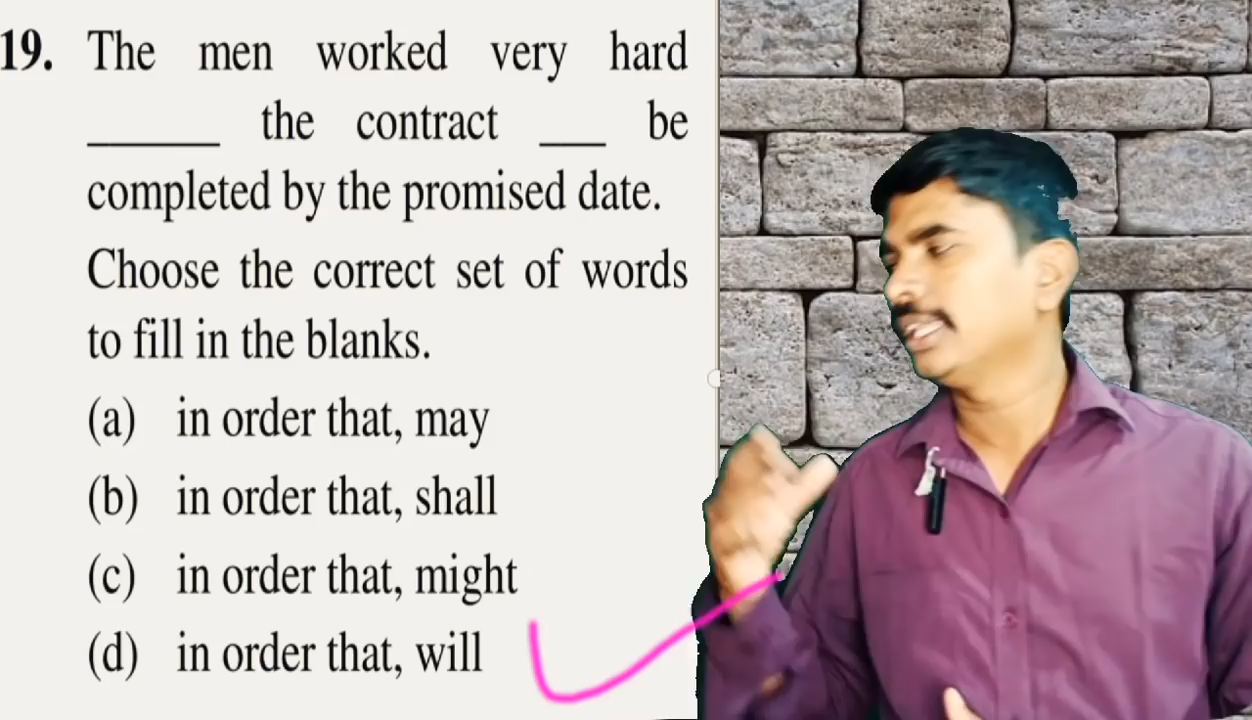 19. The men worked very hard
______ the contract ___ be
completed by the promised date.
Choose the correct set of words
to fill in the blanks.
(a) in order that, may
(b) in order that, shall
(c) in order that, might
(d) in order that, will